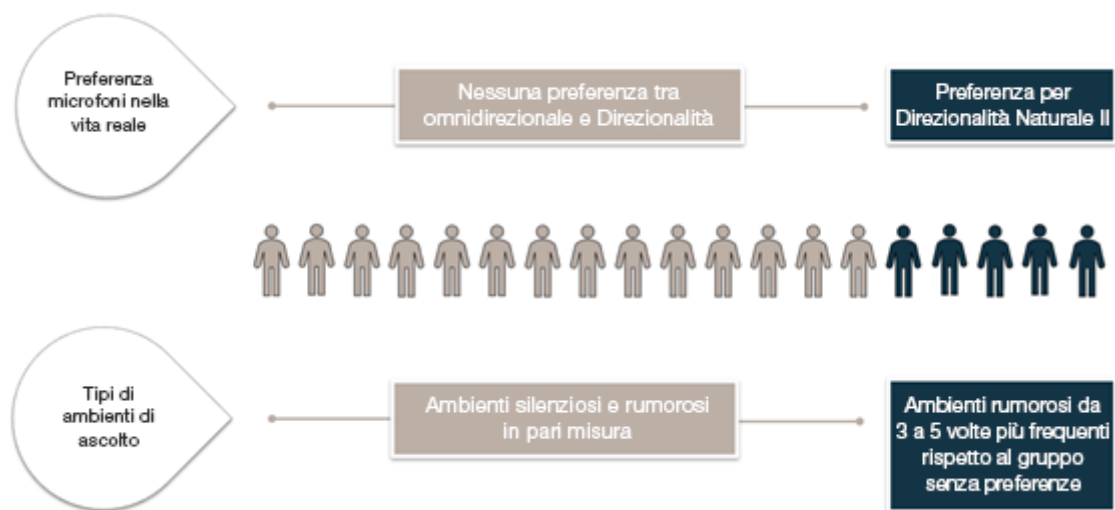 Preferenza
microfoni nella
vita reale
Nessuna preferenza tra
omnidirezionale e Direzionalità
Preferenza per
Direzionalità Naturale II
Tipi di
ambienti di
ascolto
Ambienti silenziosi e rumorosi
in pari misura
Ambienti rumorosi da
3 a 5 volte più frequenti
rispetto al gruppo
senza preferenze